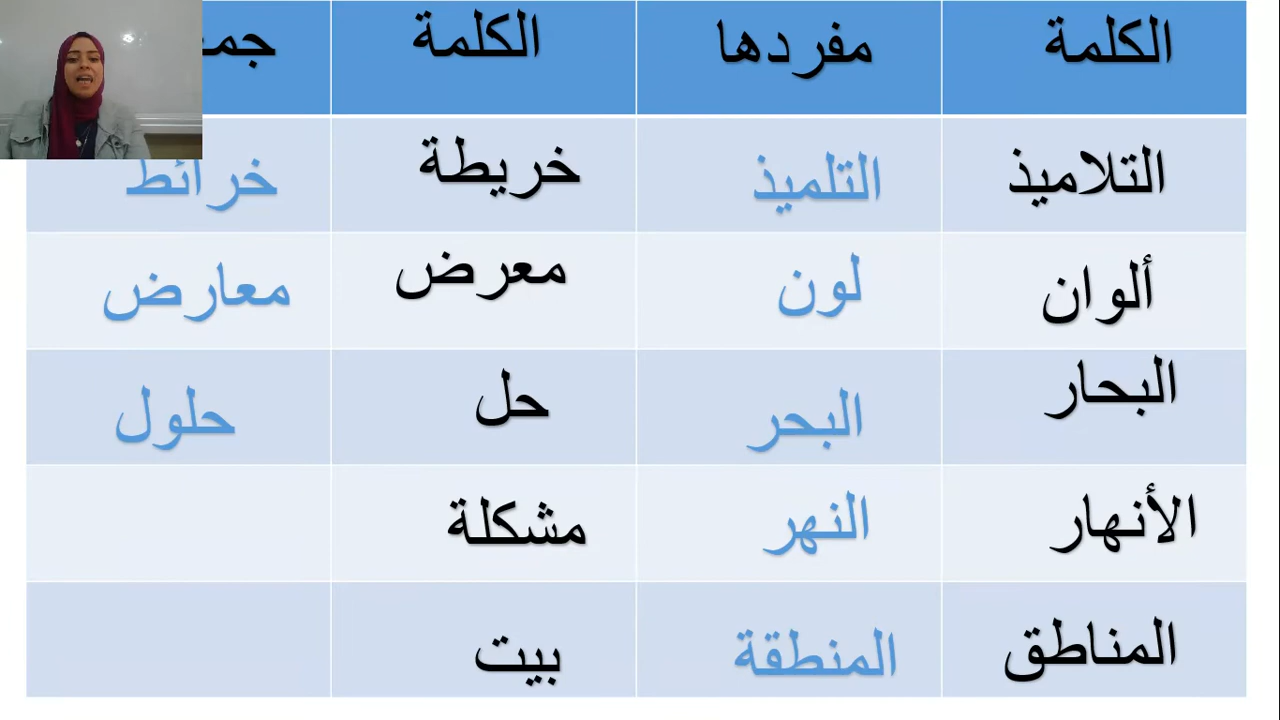 الكلمة مفردها الكلمة جمـ
التلاميذ التلميذ خريطة خرائط
ألوان لون معرض معارض
البحار البحر حل حلول
الأنهار النهر مشكلة
المناطق المنطقة بيت